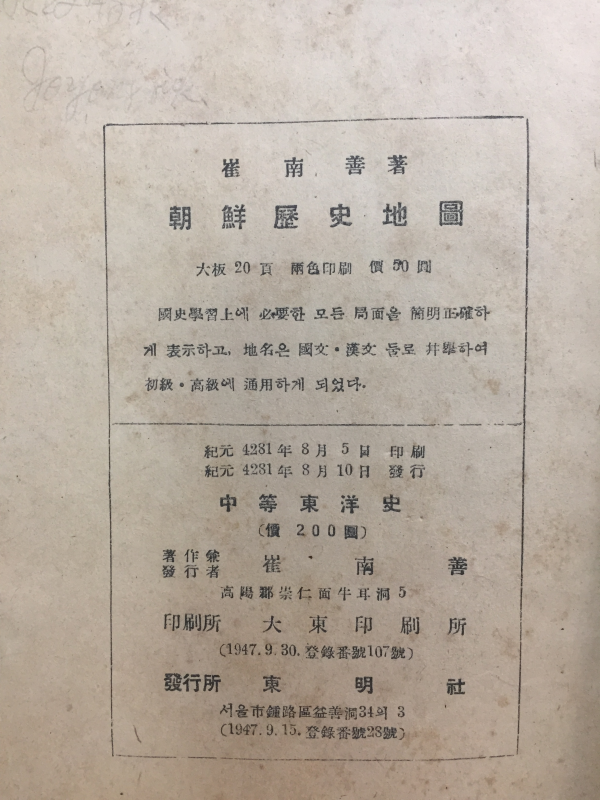 崔南善著
朝鮮歷史地圖
大板 20 頁 兩色印刷 價 50 圓
國史學習上에 必要한 모든 局面을 簡明正確하
게 表示하고, 地名은 國文·漢文 둘로 幷擧하여
初級·高級에 通用하게 되었다.
紀元 4281年 8月 5日 印刷
紀元 4281年 8月10日 發行
中等東洋史
(價 200圓)
著作兼
發行者 崔南善
高陽郡崇仁面牛耳洞 5
印刷所 大東印刷所
(1947.9.30.登錄番號107號)
發行所 東明社
서울市鍾路區益善洞34의 3
(1947.9.15.登錄番號28號)